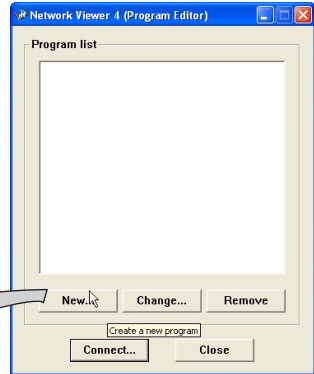 Network Viewer 4 (Program Editor)
Program list
New...
Change...
Remove
Create a new program
Connect...
Close